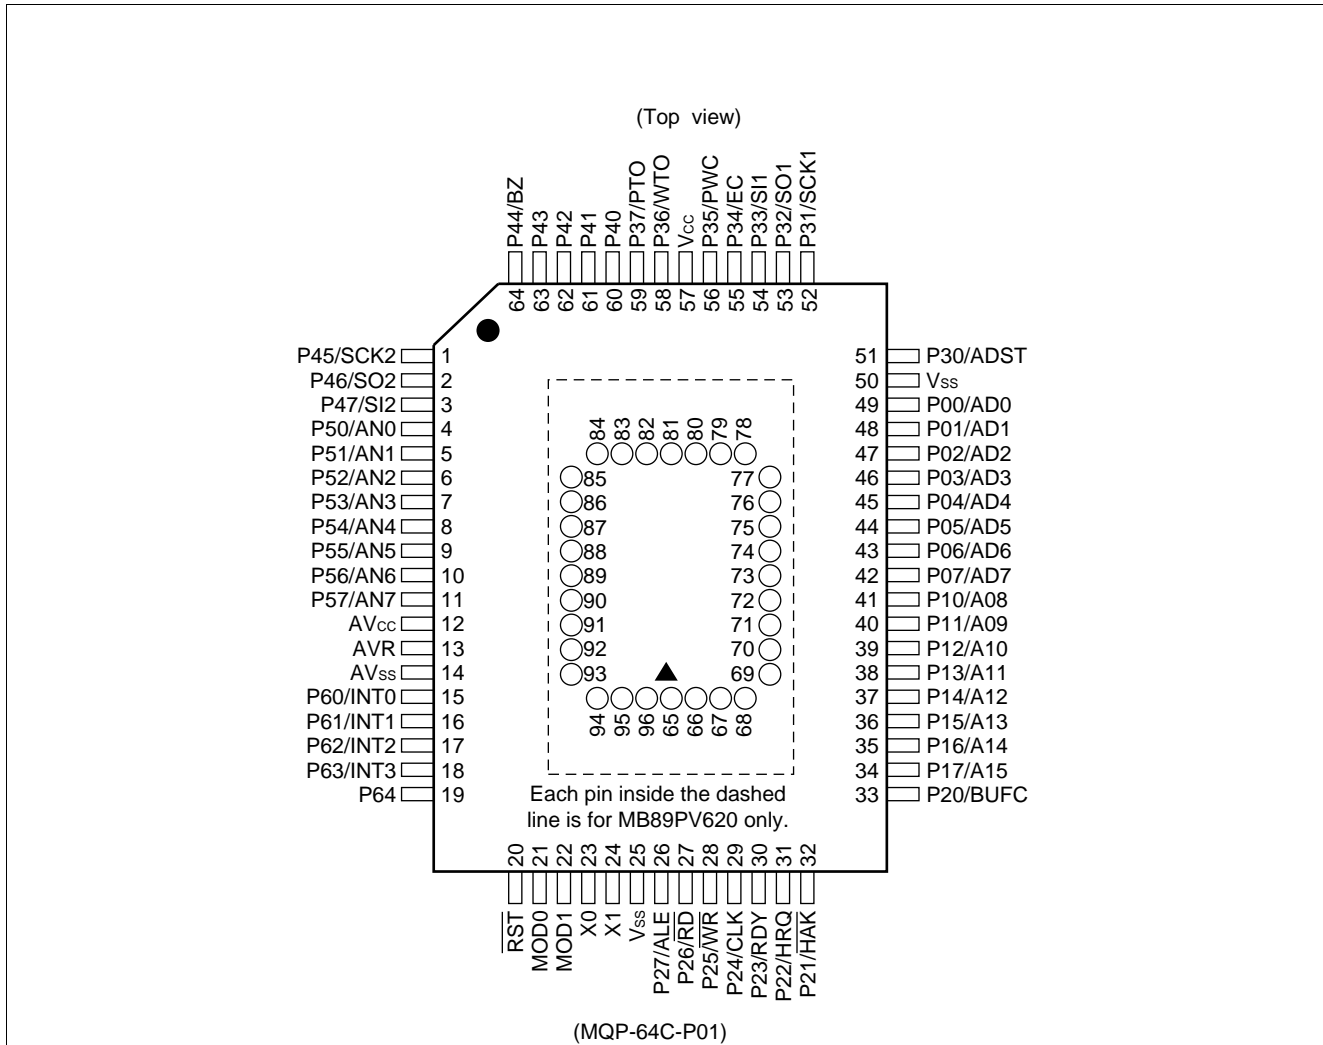 (Top view)
P44/BZ
P43
P42
P41
P40
P37/PTO
P36/WTO
Vcc
P35/PWC
P34/EC
P33/SI1
P32/SO1
P31/SCK1
64
63
62
61
60
59
58
57
56
55
54
53
52
P45/SCK2 1
P46/SO2 2
P47/SI2 3
P50/AN0 4
P51/AN1 5
P52/AN2 6
P53/AN3 7
P54/AN4 8
P55/AN5 9
P56/AN6 10
P57/AN7 11
AVcc 12
AVR 13
AVss 14
P60/INT0 15
P61/INT1 16
P62/INT2 17
P63/INT3 18
P64 19
84
83
82
81
80
79
78
85
86
87
88
89
90
91
92
93
77
76
75
74
73
72
71
70
69
94
95
96
65
66
67
68
Each pin inside the dashed
line is for MB89PV620 only.
51 P30/ADST
50 Vss
49 P00/AD0
48 P01/AD1
47 P02/AD2
46 P03/AD3
45 P04/AD4
44 P05/AD5
43 P06/AD6
42 P07/AD7
41 P10/A08
40 P11/A09
39 P12/A10
38 P13/A11
37 P14/A12
36 P15/A13
35 P16/A14
34 P17/A15
33 P20/BUFC
20
21
22
23
24
25
26
27
28
29
30
31
32
RST
MOD0
MOD1
X0
X1
Vss
P27/ALE
P26/RD
P25/WR
P24/CLK
P23/RDY
P22/HRQ
P21/HAK
(MQP-64C-P01)